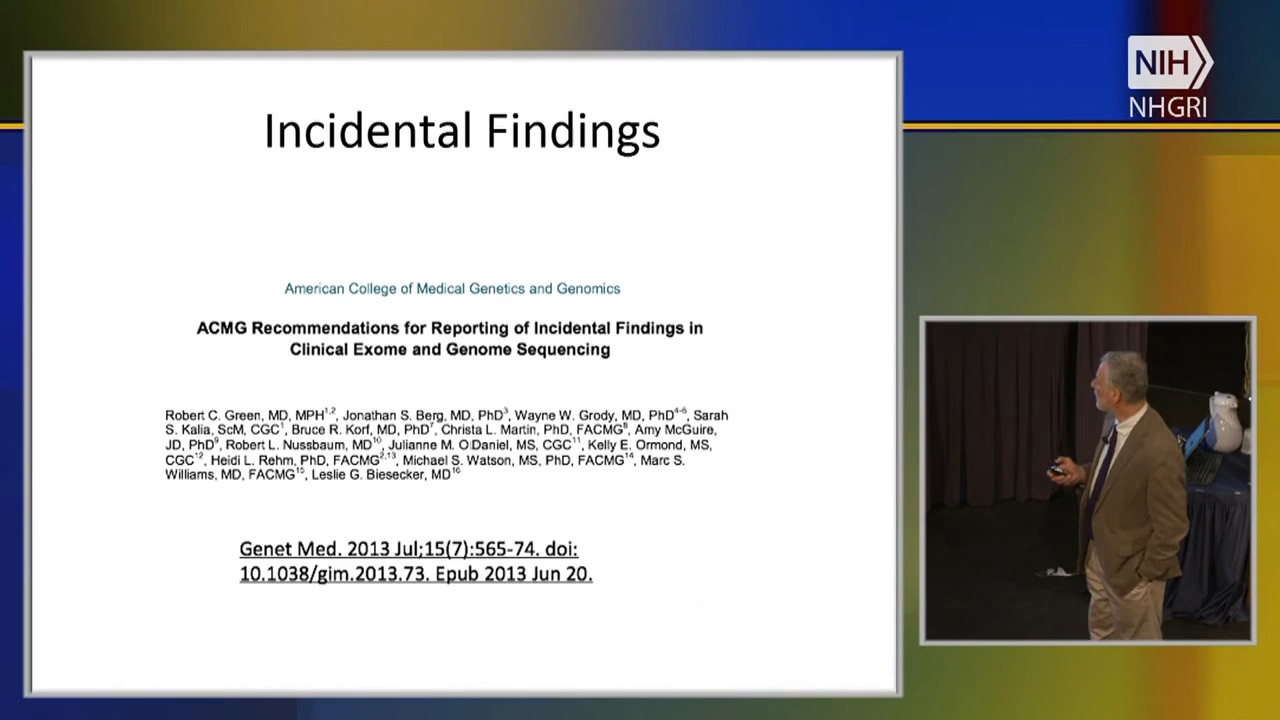 Incidental Findings
American College of Medical Genetics and Genomics
ACMG Recommendations for Reporting of Incidental Findings in
Clinical Exome and Genome Sequencing
Robert C. Green, MD, MPH1,2, Jonathan S. Berg, MD, PhD3, Wayne W. Grody, MD, PhD4-6, Sarah
S. Kalia, ScM, CGC1, Bruce R. Korf, MD, PhD7, Christa L. Martin, PhD, FACMG8, Amy McGuire,
JD, PhD9, Robert L. Nussbaum, MD10, Julianne M. O'Daniel, MS, CGC11, Kelly E. Ormond, MS,
CGC12, Heidi L. Rehm, PhD, FACMG2,13, Michael S. Watson, MS, PhD, FACMG14, Marc S.
Williams, MD, FACMG15, Leslie G. Biesecker, MD16
Genet Med. 2013 Jul;15(7):565-74. doi:
10.1038/gim.2013.73. Epub 2013 Jun 20.
NIH
NHGRI